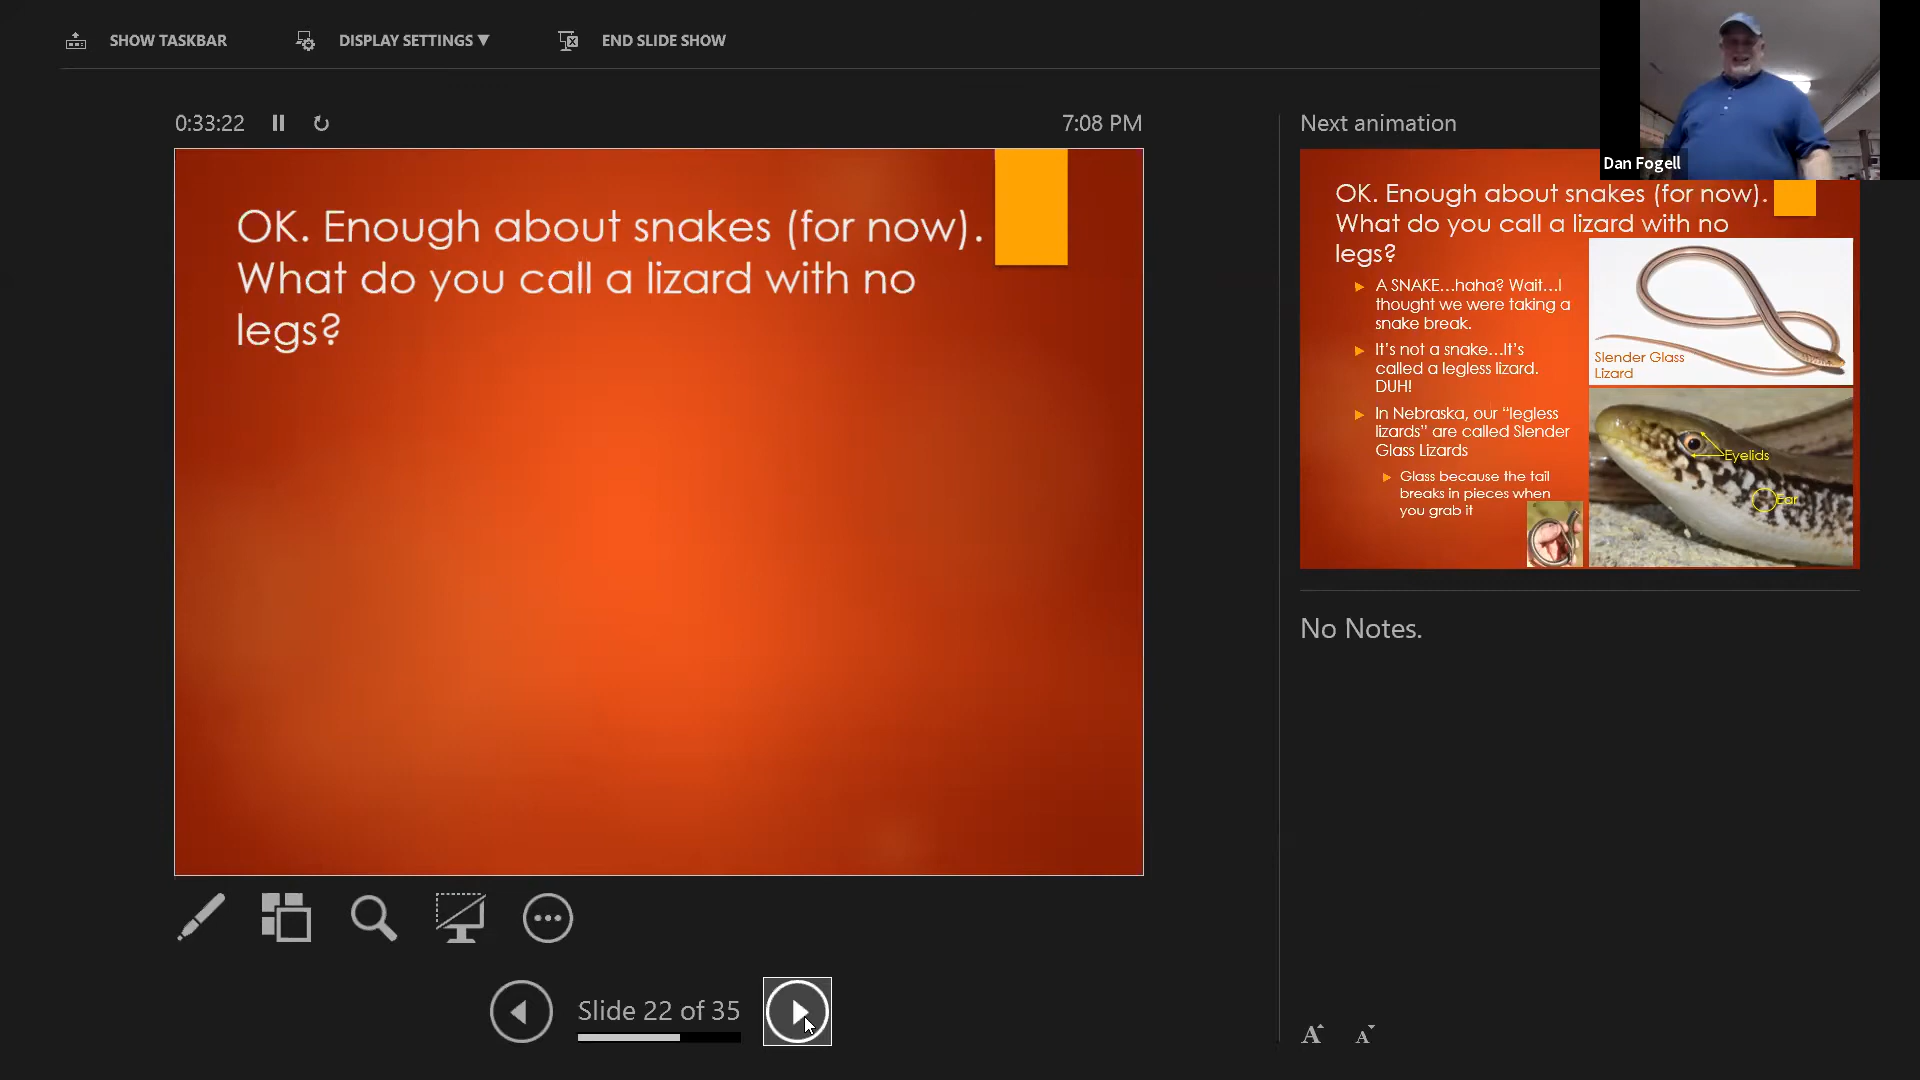 SHOW TASKBAR
DISPLAY SETTINGS ▼
END SLIDE SHOW
0:33:22
7:08 PM
OK. Enough about snakes (for now).
What do you call a lizard with no
legs?
Slide 22 of 35
Next animation
Dan Fogell
OK. Enough about snakes (for now).
What do you call a lizard with no
legs?
A SNAKE...haha? Wait...I
thought we were taking a
snake break.
It's not a snake...It's
called a legless lizard.
DUH!
In Nebraska, our “legless
lizards” are called Slender
Glass Lizards
Glass because the tail
breaks in pieces when
you grab it
Slender Glass
Lizard
Eyelids
Ear
No Notes.
A A